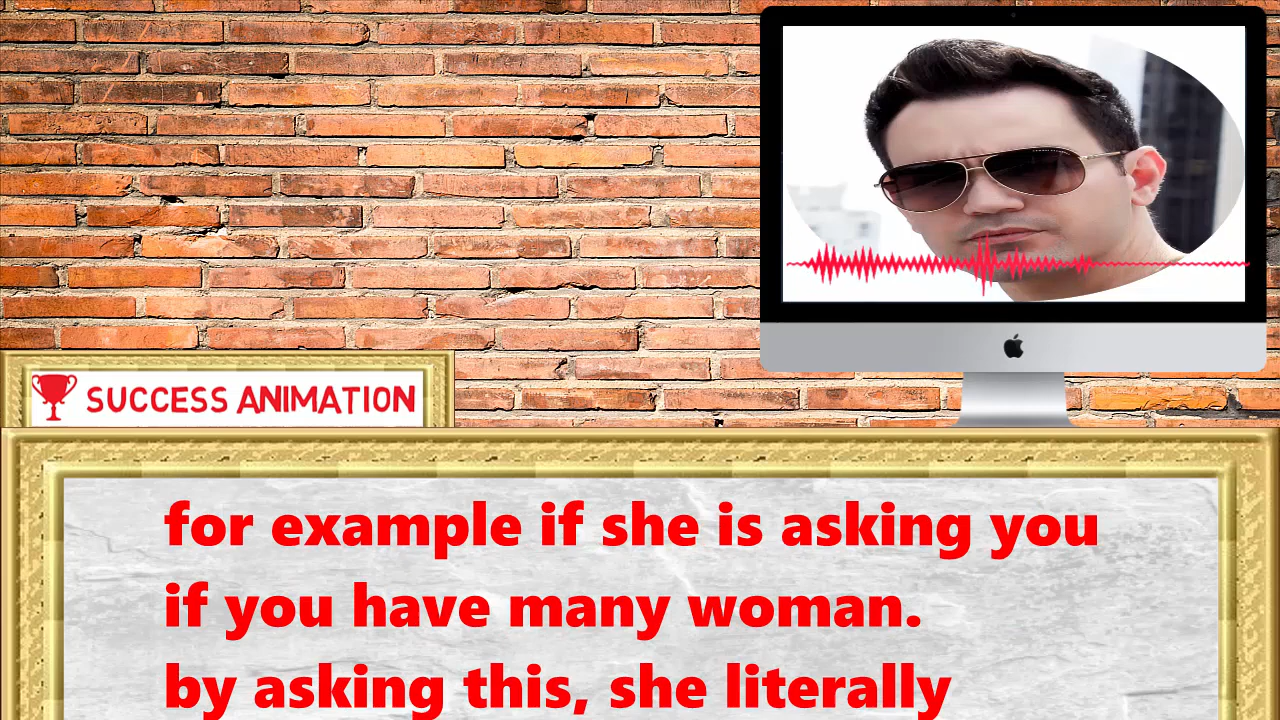 SUCCESS ANIMATION
for example if she is asking you
if you have many woman.
by asking this, she literally